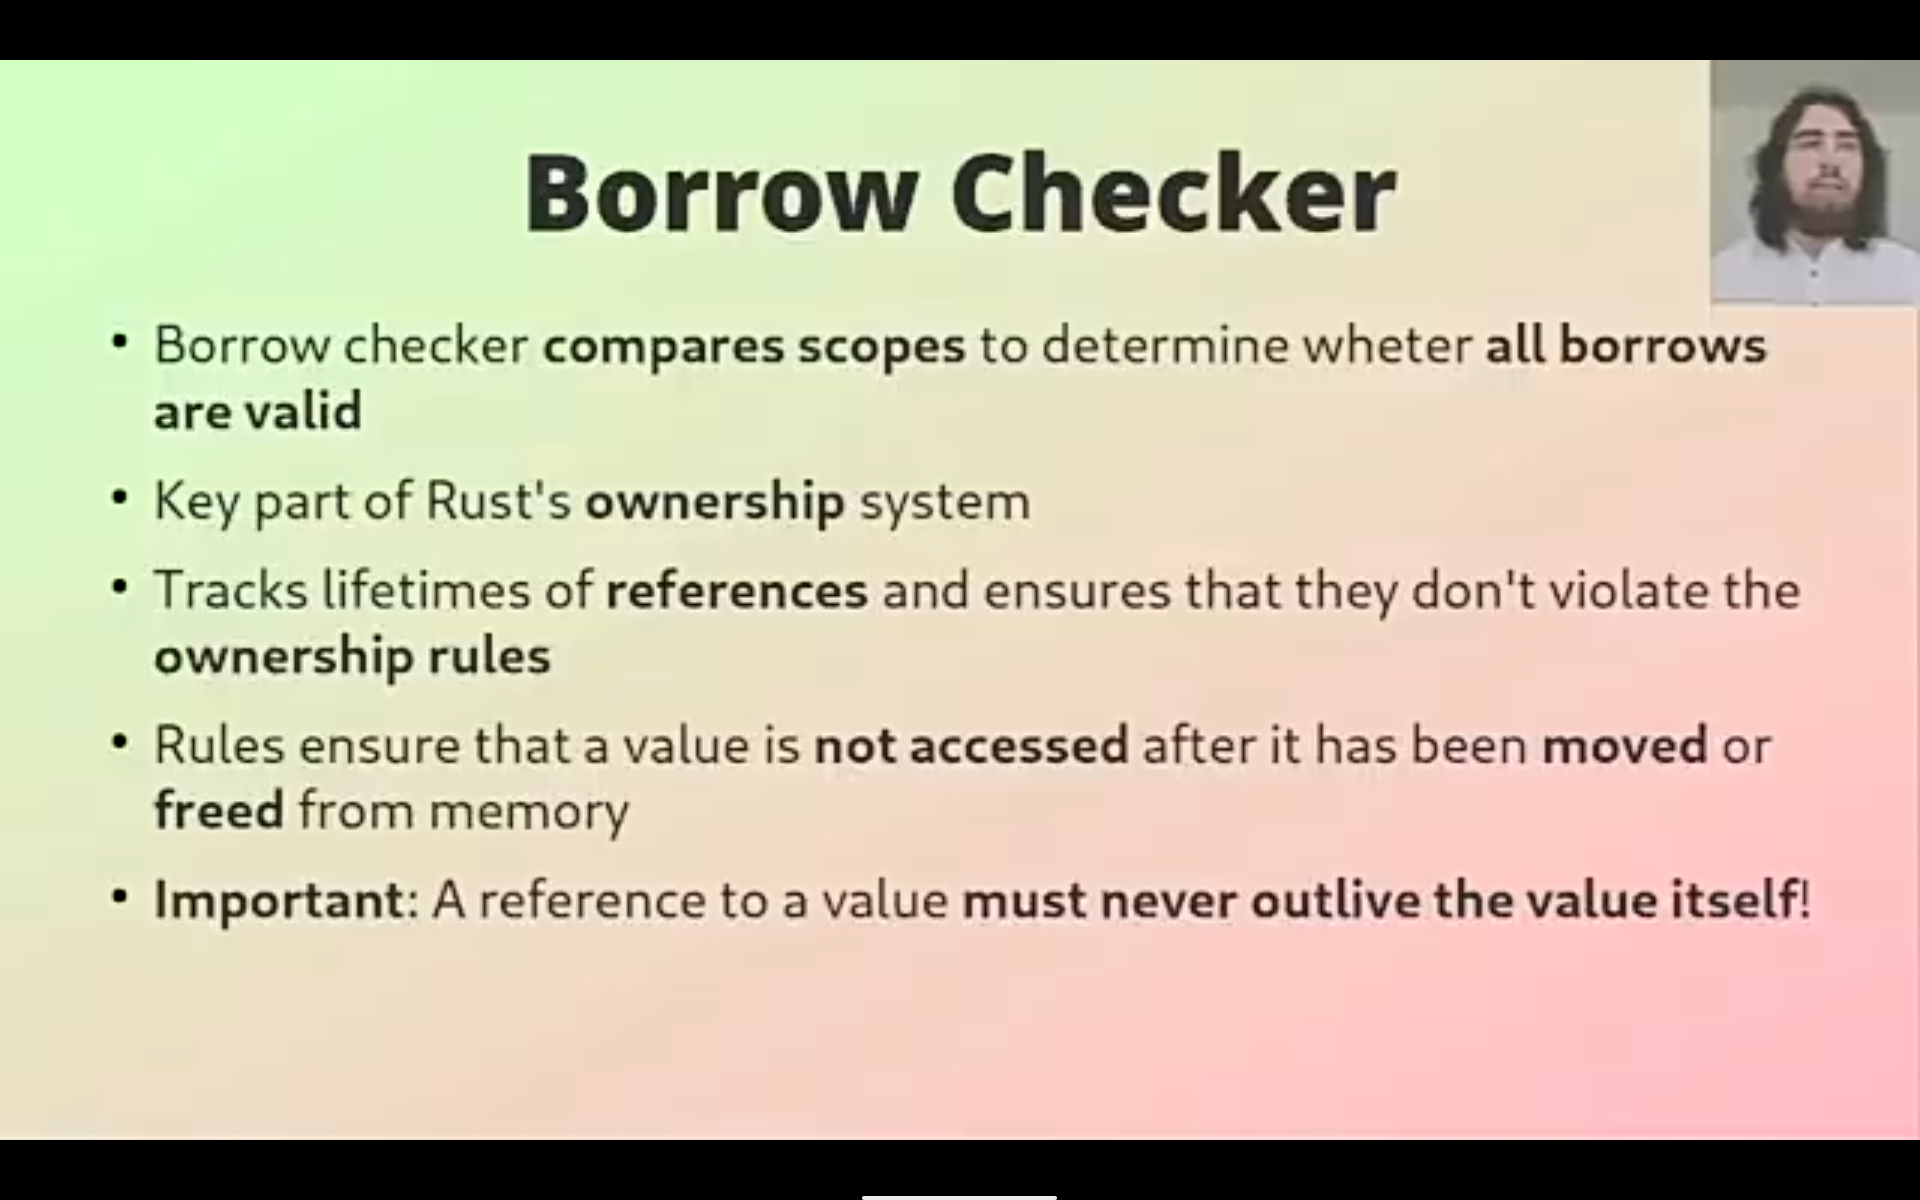 Borrow Checker
• Borrow checker compares scopes to determine wheter all borrows
are valid
• Key part of Rust's ownership system
• Tracks lifetimes of references and ensures that they don't violate the
ownership rules
• Rules ensure that a value is not accessed after it has been moved or
freed from memory
• Important: A reference to a value must never outlive the value itself!